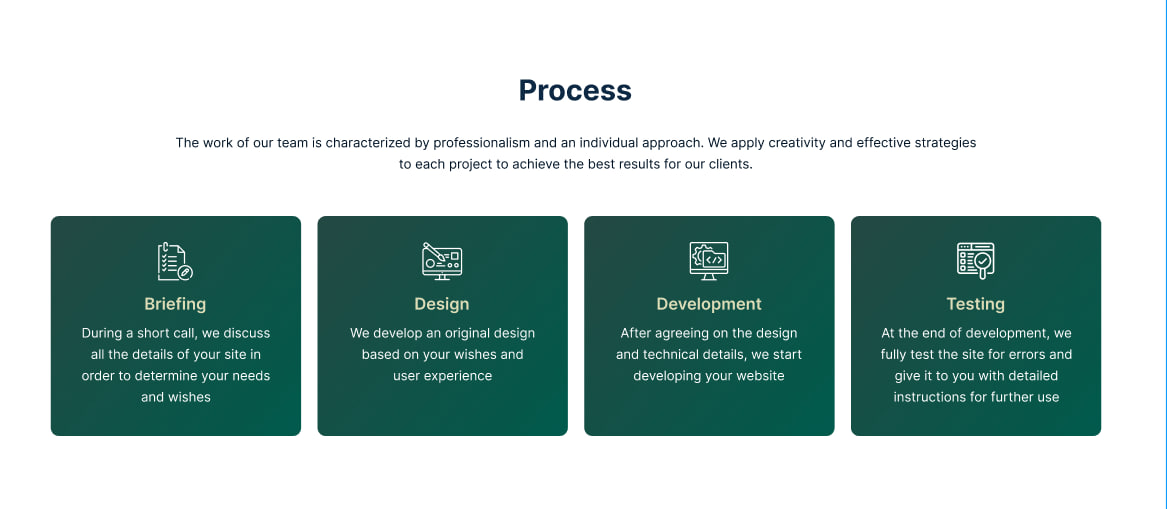 Process
The work of our team is characterized by professionalism and an individual approach. We apply creativity and effective strategies
to each project to achieve the best results for our clients.
Briefing
During a short call, we discuss
all the details of your site in
order to determine your needs
and wishes
Design
We develop an original design
based on your wishes and
user experience
Development
After agreeing on the design
and technical details, we start
developing your website
Testing
At the end of development, we
fully test the site for errors and
give it to you with detailed
instructions for further use